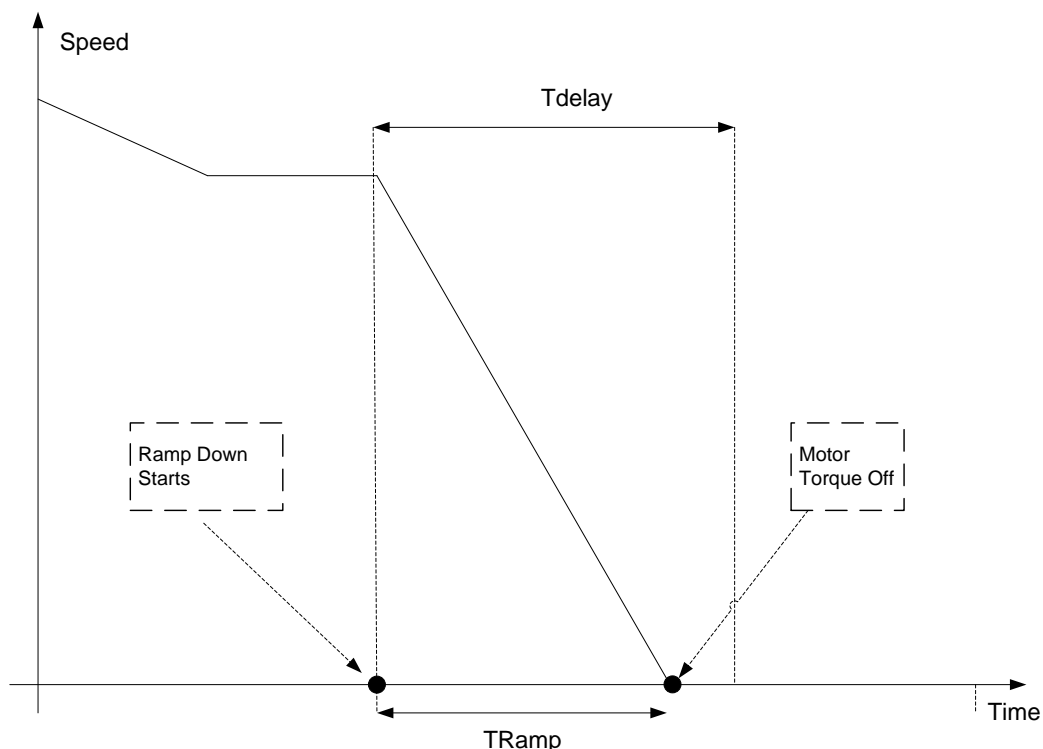 Speed
Tdelay
Ramp Down
Starts
Motor
Torque Off
Time
TRamp